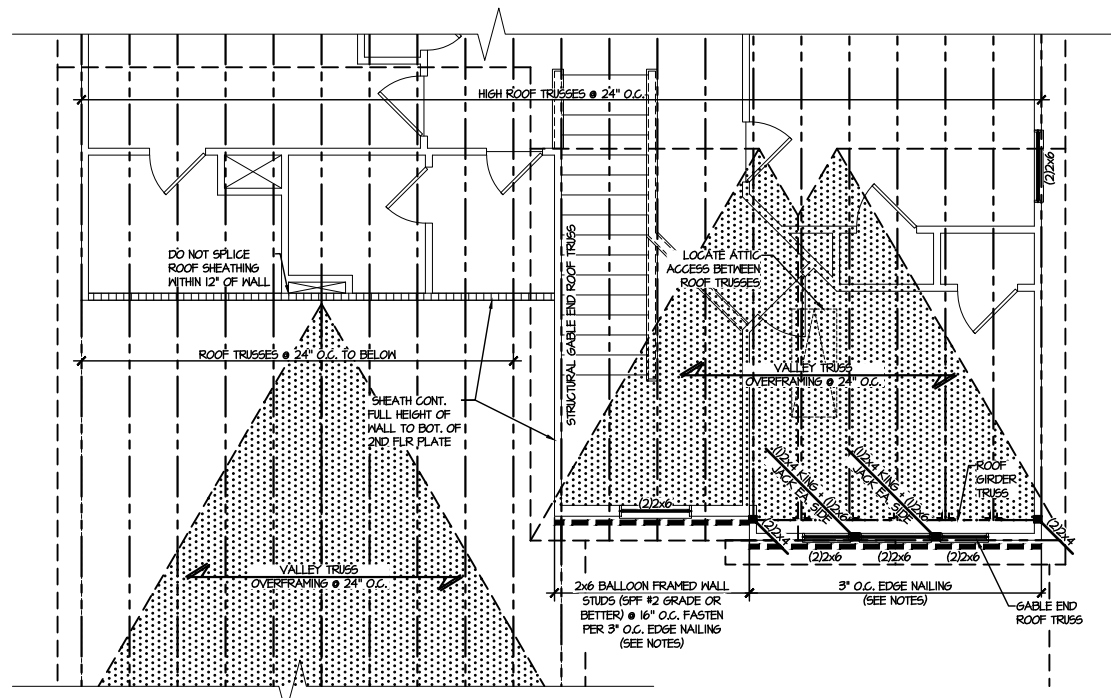 HIGH ROOF TRUSSES @ 24" O.C.
(2)2x6
DO NOT SPLICE
ROOF SHEATHING
WITHIN 12" OF WALL
STRUCTURAL GABLE END ROOF TRUSS
LOCATE ATTIC
ACCESS BETWEEN
ROOF TRUSSES
ROOF TRUSSES @ 24" O.C. TO BELOW
VALLEY TRUSS
OVERFRAMING @ 24" O.C.
SHEATH CONT.
FULL HEIGHT OF
WALL TO BOT. OF
2ND FLR PLATE
(1)2x4 KING +
JACK EA. SIDE
(1)2x4 KING + (1)2x6
JACK EA. SIDE
(1)2x6
ROOF
GIRDER
TRUSS
(2)2x6
(2)2x4
(2)2x4
(2)2x6
(2)2x6
(2)2x6
VALLEY TRUSS
OVERFRAMING @ 24" O.C.
2x6 BALLOON FRAMED WALL
STUDS (SPF #2 GRADE OR
BETTER) @ 16" O.C. FASTEN
PER 3" O.C. EDGE NAILING
(SEE NOTES)
3" O.C. EDGE NAILING
(SEE NOTES)
GABLE END
ROOF TRUSS